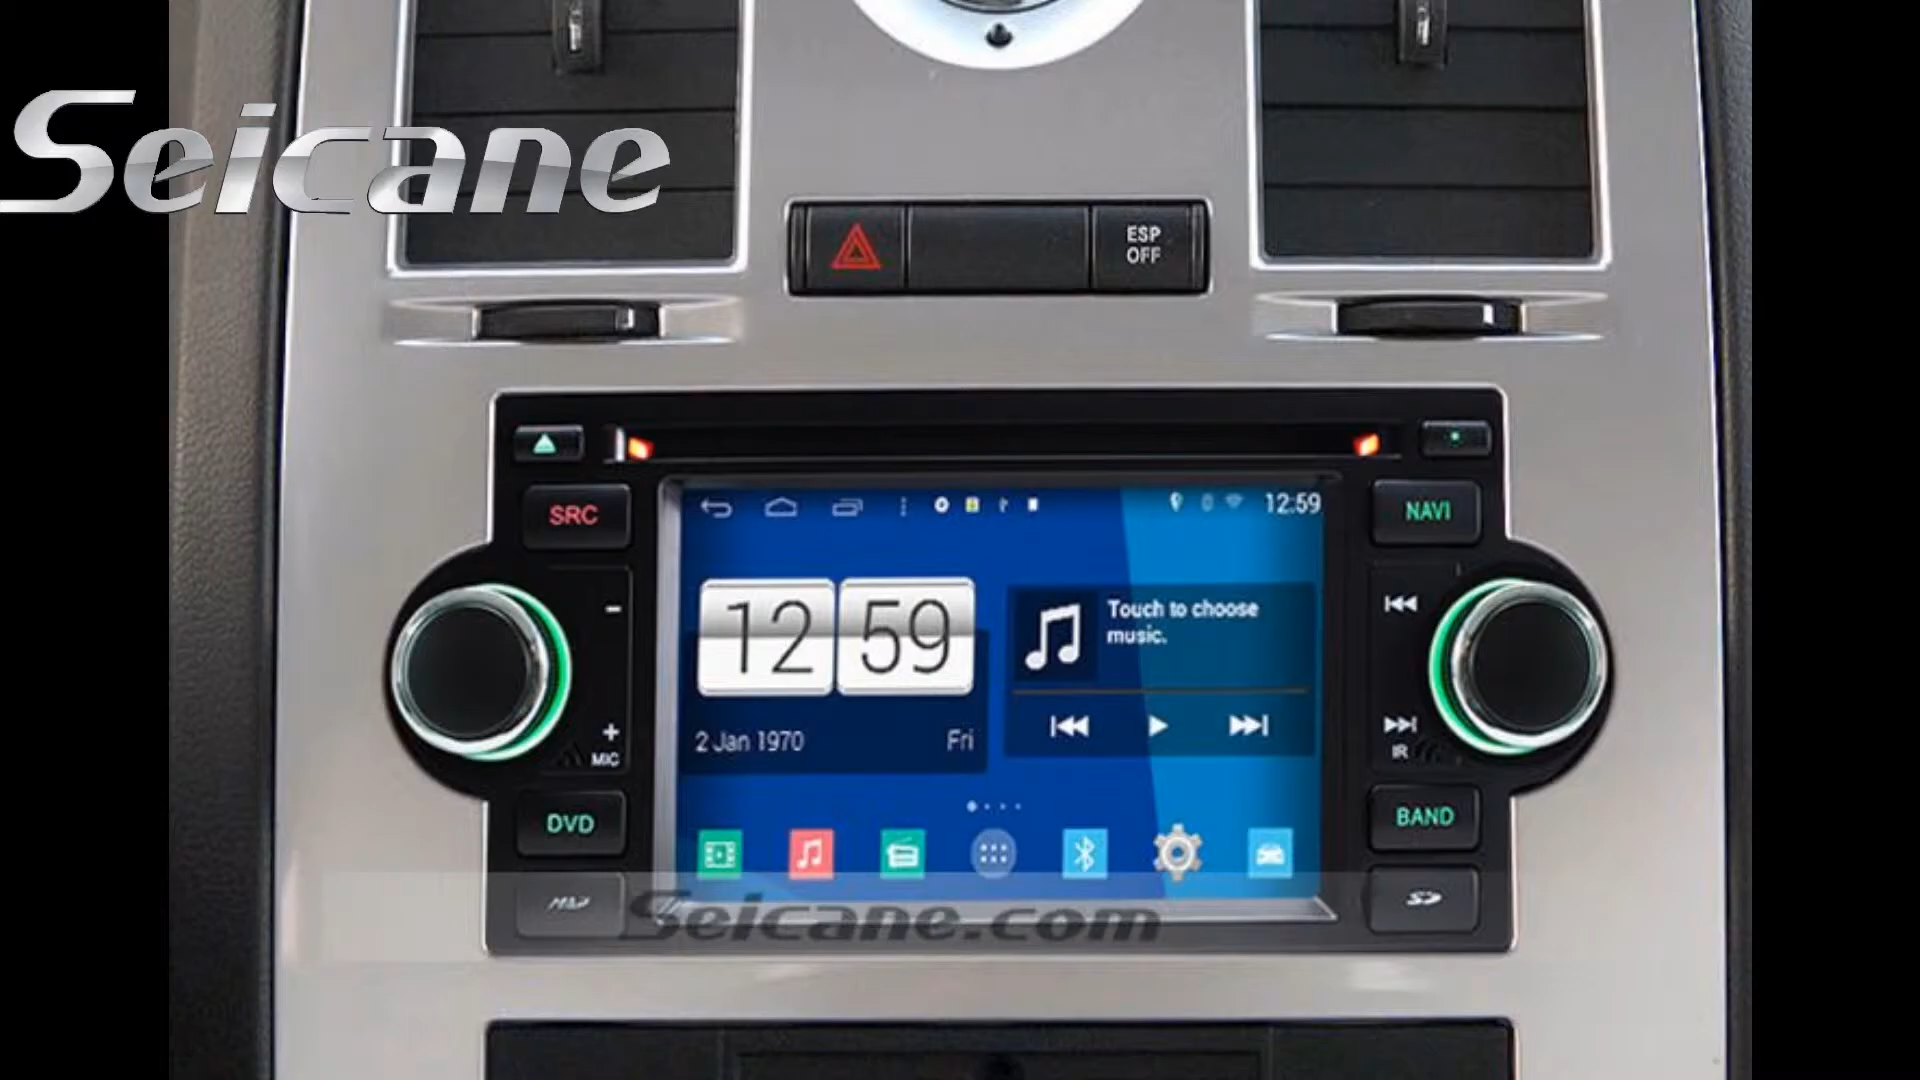 Seicane
ESP
OFF
SRC
12:59
NAVI
12 59
Touch to choose
music.
2 Jan 1970
Fri
MIC
IR
DVD
BAND
MAP
Seicane.com